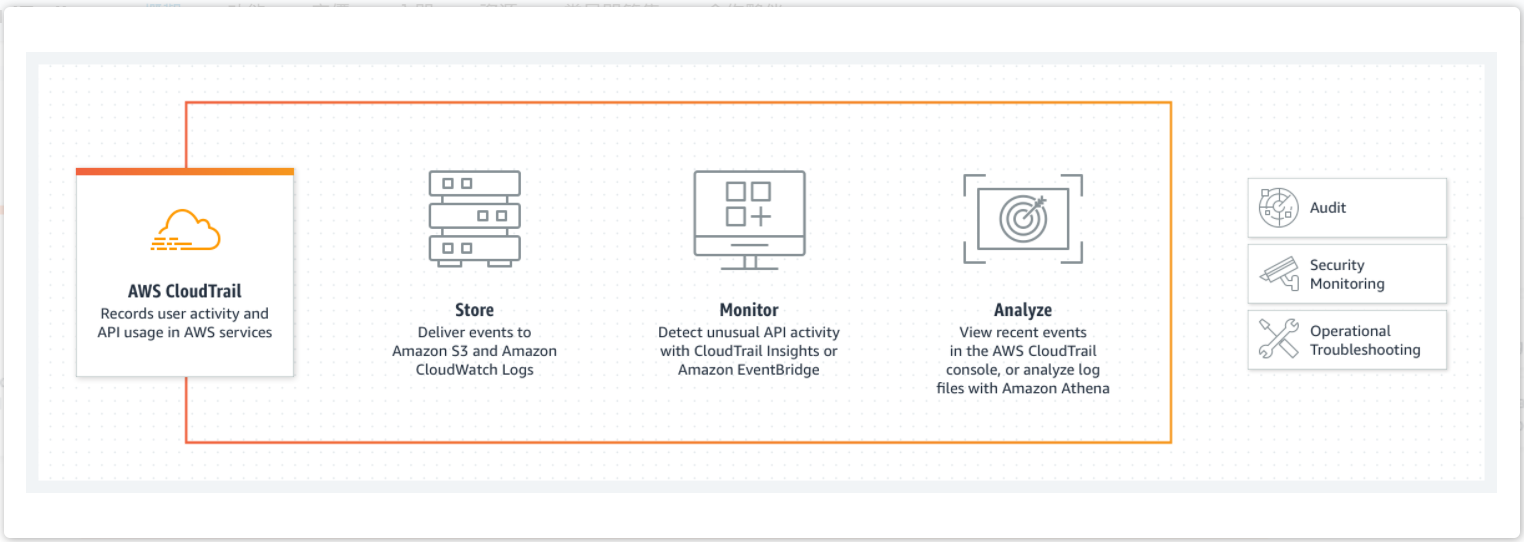 AWS CloudTrail
Records user activity and
API usage in AWS services
Store
Deliver events to
Amazon S3 and Amazon
CloudWatch Logs
Monitor
Detect unusual API activity
with CloudTrail Insights or
Amazon EventBridge
Analyze
View recent events
in the AWS CloudTrail
console, or analyze log
files with Amazon Athena
Audit
Security
Monitoring
Operational
Troubleshooting